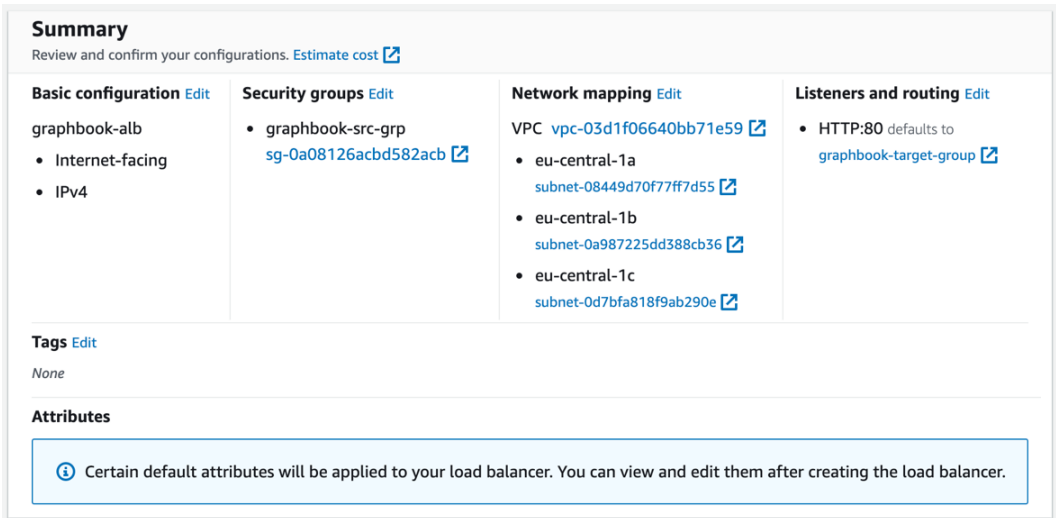 Summary
Review and confirm your configurations. Estimate cost
Basic configuration Edit
graphbook-alb
• Internet-facing
• IPv4
Security groups Edit
• graphbook-src-grp
sg-0a08126acbd582acb
Network mapping Edit
VPC vpc-03d1f06640bb71e59
• eu-central-1a
subnet-08449d70f77ff7d55
• eu-central-1b
subnet-0a987225dd388cb36
• eu-central-1c
subnet-0d7bfa818f9ab290e
Listeners and routing Edit
• HTTP:80 defaults to
graphbook-target-group
Tags Edit
None
Attributes
Certain default attributes will be applied to your load balancer. You can view and edit them after creating the load balancer.